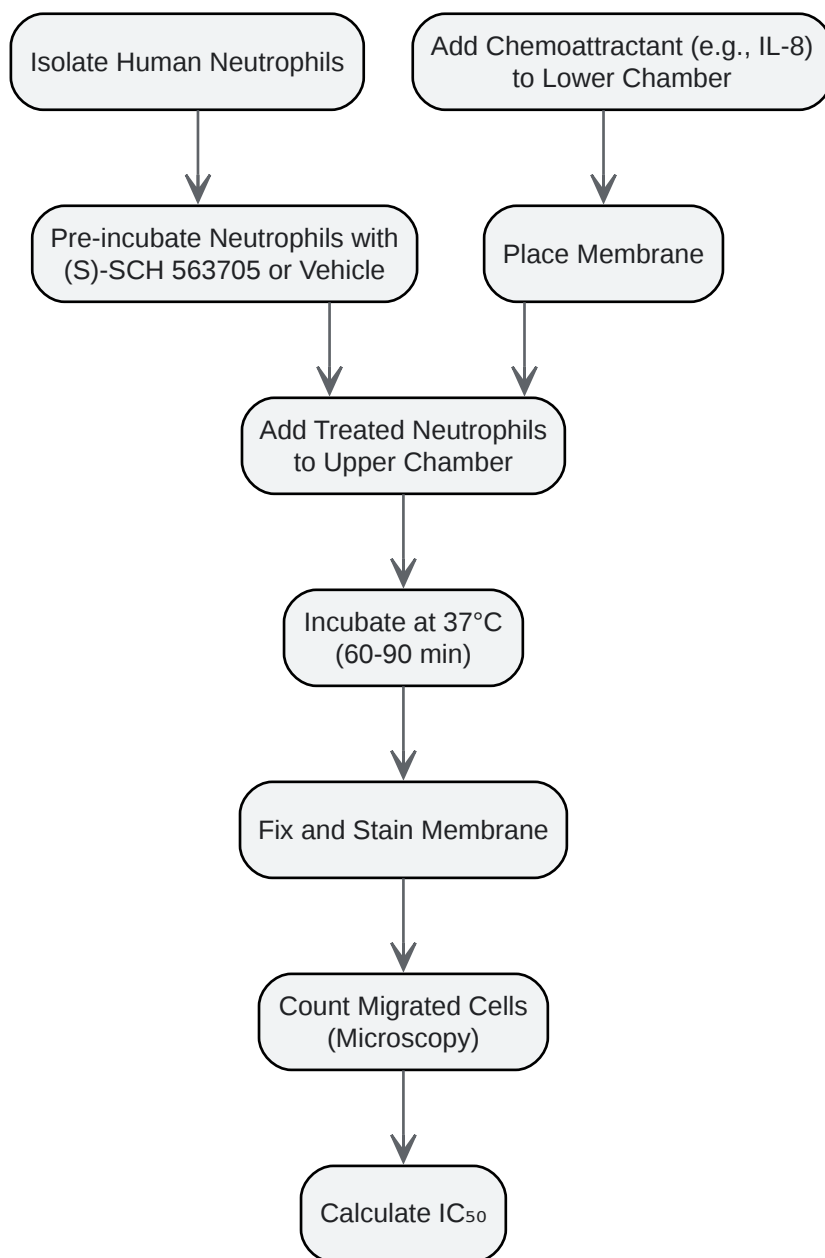 Isolate Human Neutrophils
Add Chemoattractant (e.g., IL-8)
to Lower Chamber
Pre-incubate Neutrophils with
(S)-SCH 563705 or Vehicle
Place Membrane
Add Treated Neutrophils
to Upper Chamber
Incubate at 37°C
(60-90 min)
Fix and Stain Membrane
Count Migrated Cells
(Microscopy)
Calculate IC₅₀